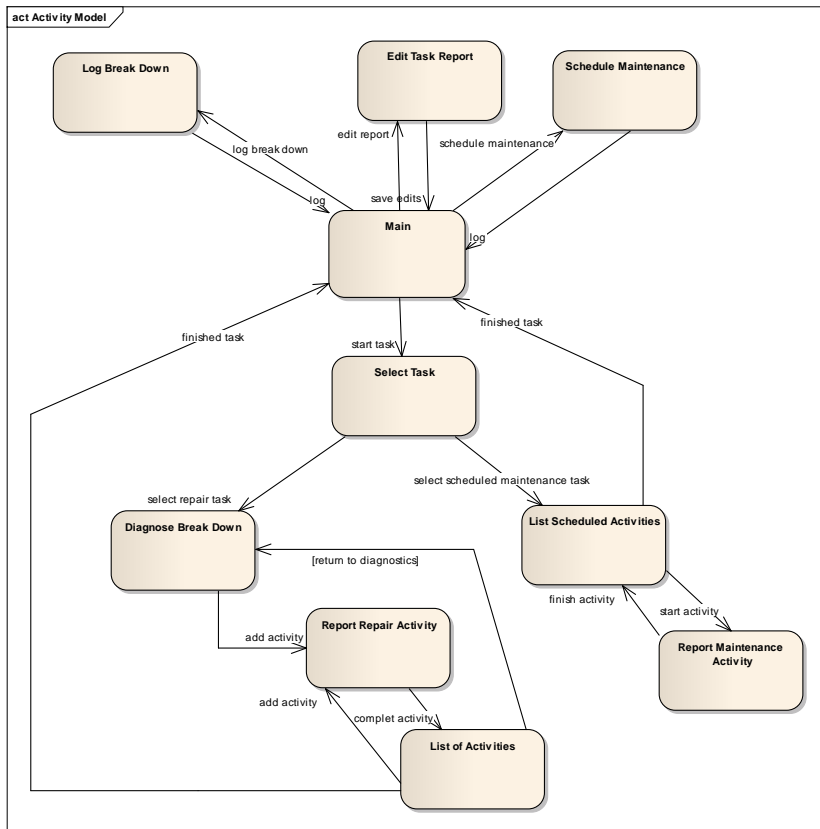 act Activity Model
Log Break Down
Edit Task Report
Schedule Maintenance
edit report
schedule maintenance
log break down
log
save edits
Main
log
finished task
finished task
start task
Select Task
select repair task
select scheduled maintenance task
Diagnose Break Down
List Scheduled Activities
[return to diagnostics]
finish activity
start activity
Report Repair Activity
add activity
Report Maintenance
Activity
add activity
complet activity
List of Activities